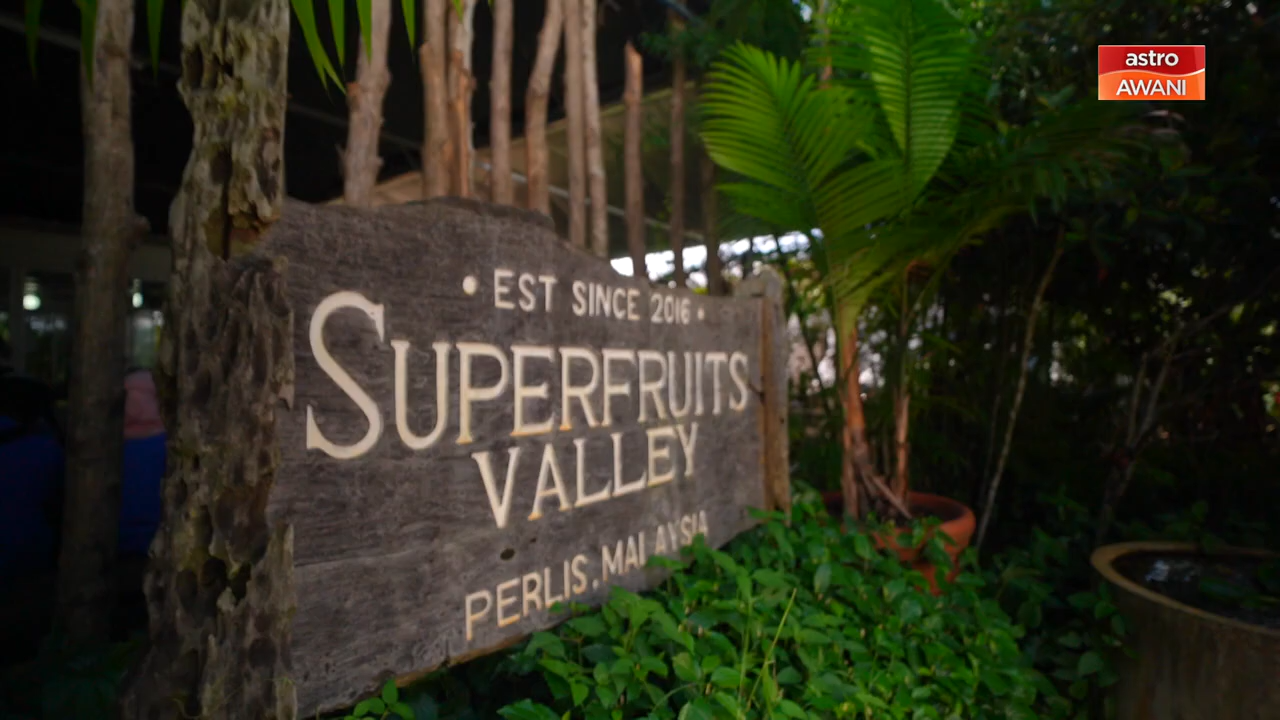 astro
AWANI
• EST SINCE 2016 •
SUPERFRUITS
VALLEY
PERLIS.MALAYSIA